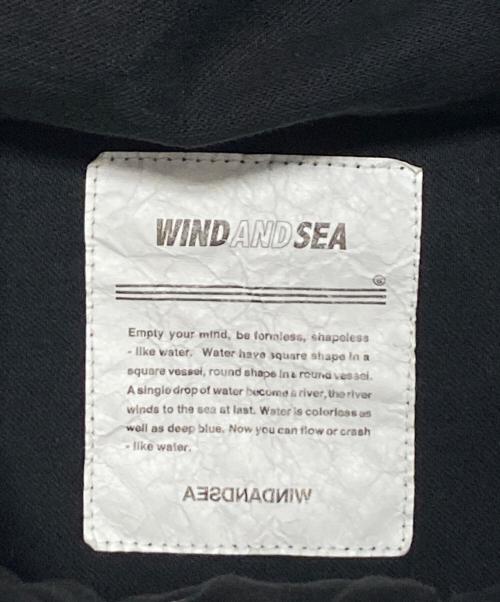 WINDANDSEA
®
Empty your mind, be formless, shapeless
- like water. Water have square shape in a
square vessel, round shape in a round vessel.
A single drop of water become a river, the river
winds to the sea at last. Water is colorless as
well as deep blue. Now you can flow or crash
- like water.
WINDANDSEA